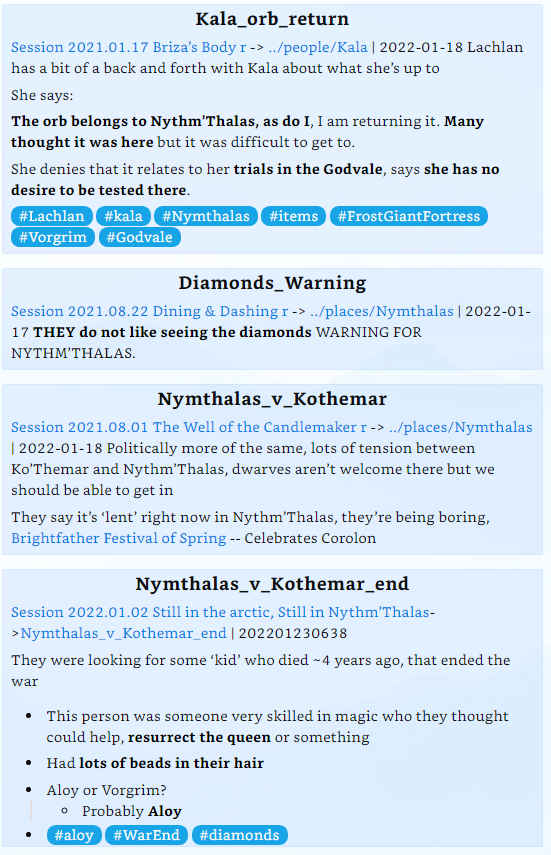 Kala_orb_return
Session 2021.01.17 Briza’s Body r -> ../people/Kala | 2022-01-18 Lachlan
has a bit of a back and forth with Kala about what she’s up to
She says:
The orb belongs to Nythm’Thalas, as do I, I am returning it. Many
thought it was here but it was difficult to get to.
She denies that it relates to her trials in the Godvale, says she has no
desire to be tested there.
#Lachlan #kala #Nymthalas #items #FrostGiantFortress
#Vorgrim #Godvale
Diamonds_Warning
Session 2021.08.22 Dining & Dashing r -> ../places/Nymthalas | 2022-01-
17 THEY do not like seeing the diamonds WARNING FOR
NYTHM’THALAS.
Nymthalas_v_Kothemar
Session 2021.08.01 The Well of the Candlemaker r -> ../places/Nymthalas
| 2022-01-18 Politically more of the same, lots of tension between
Ko’Themar and Nythm’Thalas, dwarves aren’t welcome there but we
should be able to get in
They say it’s ‘lent’ right now in Nythm’Thalas, they’re being boring,
Brightfather Festival of Spring -- Celebrates Corolon
Nymthalas_v_Kothemar_end
Session 2022.01.02 Still in the arctic, Still in Nyth’Thalas-
>Nymthalas_v_Kothemar_end | 202201230638
They were looking for some ‘kid’ who died ~4 years ago, that ended the
war
• This person was someone very skilled in magic who they thought
could help, resurrect the queen or something
• Had lots of beads in their hair
• Aloy or Vorgrim?
◦ Probably Aloy
• #aloy #WarEnd #diamonds